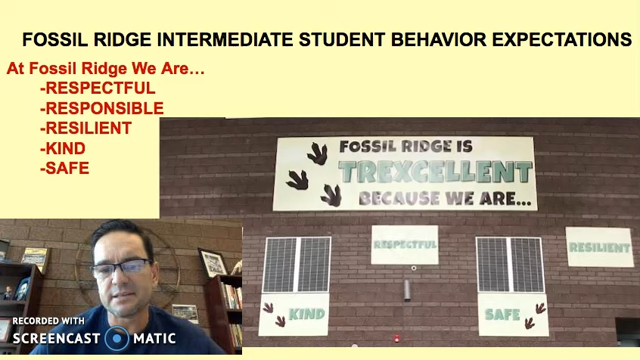 FOSSIL RIDGE INTERMEDIATE STUDENT BEHAVIOR EXPECTATIONS
At Fossil Ridge We Are...
-RESPECTFUL
-RESPONSIBLE
-RESILIENT
-KIND
-SAFE
FOSSIL RIDGE IS
TREXCELLENT
BECAUSE WE ARE...
RESPECTFUL
RESILIENT
KIND
SAFE
RECORDED WITH
SCREENCAST MATIC